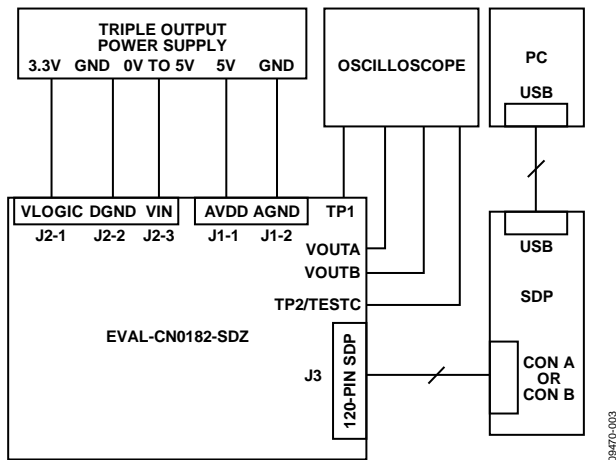 TRIPLE OUTPUT
POWER SUPPLY
3.3V GND 0V TO 5V 5V GND
OSCILLOSCOPE
PC
USB
VLOGIC DGND VIN
AVDD AGND
TP1
J2-1 J2-2 J2-3
J1-1 J1-2
VOUTA
VOUTB
TP2/TESTC
EVAL-CN0182-SDZ
J3
120-PIN SDP
USB
SDP
CON A
OR
CON B
09470-003